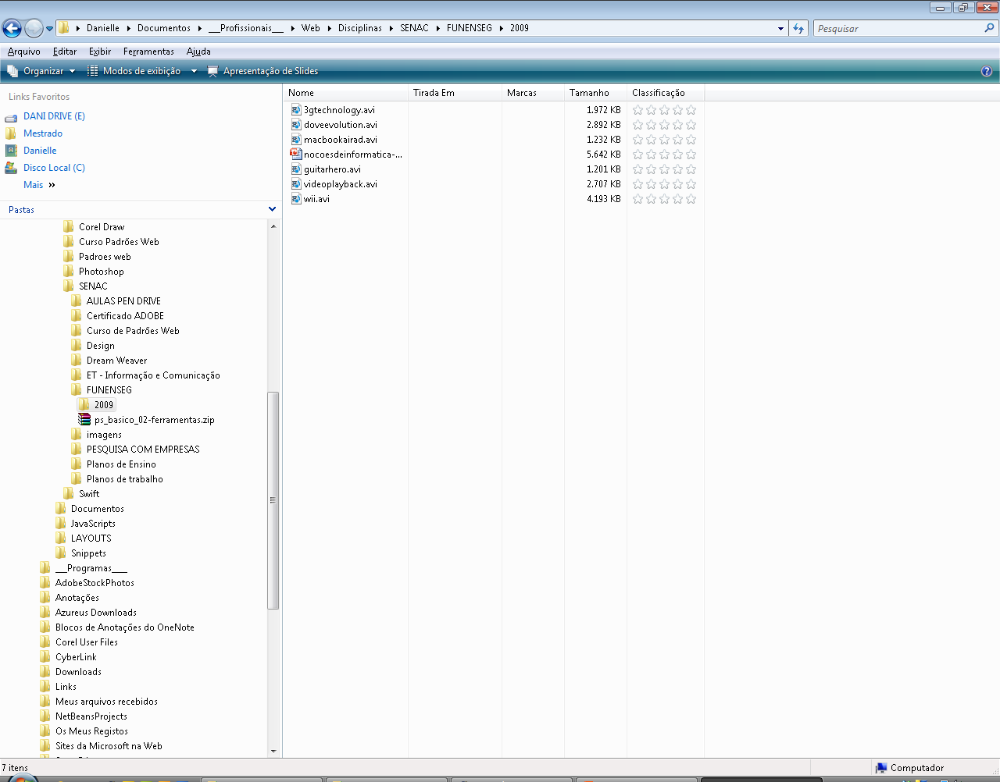 Danielle Documentos __Profissionais__ Web Disciplinas SENAC FUNENSEG 2009
Pesquisar
Arquivo Editar Exibir Ferramentas Ajuda
Organizar Modos de exibição Apresentação de Slides
Links Favoritos
DANI DRIVE (E)
Mestrado
Danielle
Disco Local (C)
Mais »
Pastas
Corel Draw
Curso Padrões Web
Padroes web
Photoshop
SENAC
AULAS PEN DRIVE
Certificado ADOBE
Curso de Padrões Web
Design
Dream Weaver
ET - Informação e Comunicação
FUNENSEG
2009
ps_basico_02-ferramentas.zip
imagens
PESQUISA COM EMPRESAS
Planos de Ensino
Planos de trabalho
Swift
Documentos
JavaScripts
LAYOUTS
Snippets
__Programas___
AdobeStockPhotos
Anotações
Azureus Downloads
Blocos de Anotações do OneNote
Corel User Files
CyberLink
Downloads
Links
Meus arquivos recebidos
NetBeansProjects
Os Meus Registos
Sites da Microsoft na Web
Nome Tirada Em Marcas Tamanho Classificação
3gtechnology.avi 1.972 KB
doveevolution.avi 2.892 KB
macbookairad.avi 1.232 KB
nocoesdeinformatica-... 5.642 KB
guitarhero.avi 1.201 KB
videoplayback.avi 2.707 KB
wii.avi 4.193 KB
7 itens
Computador